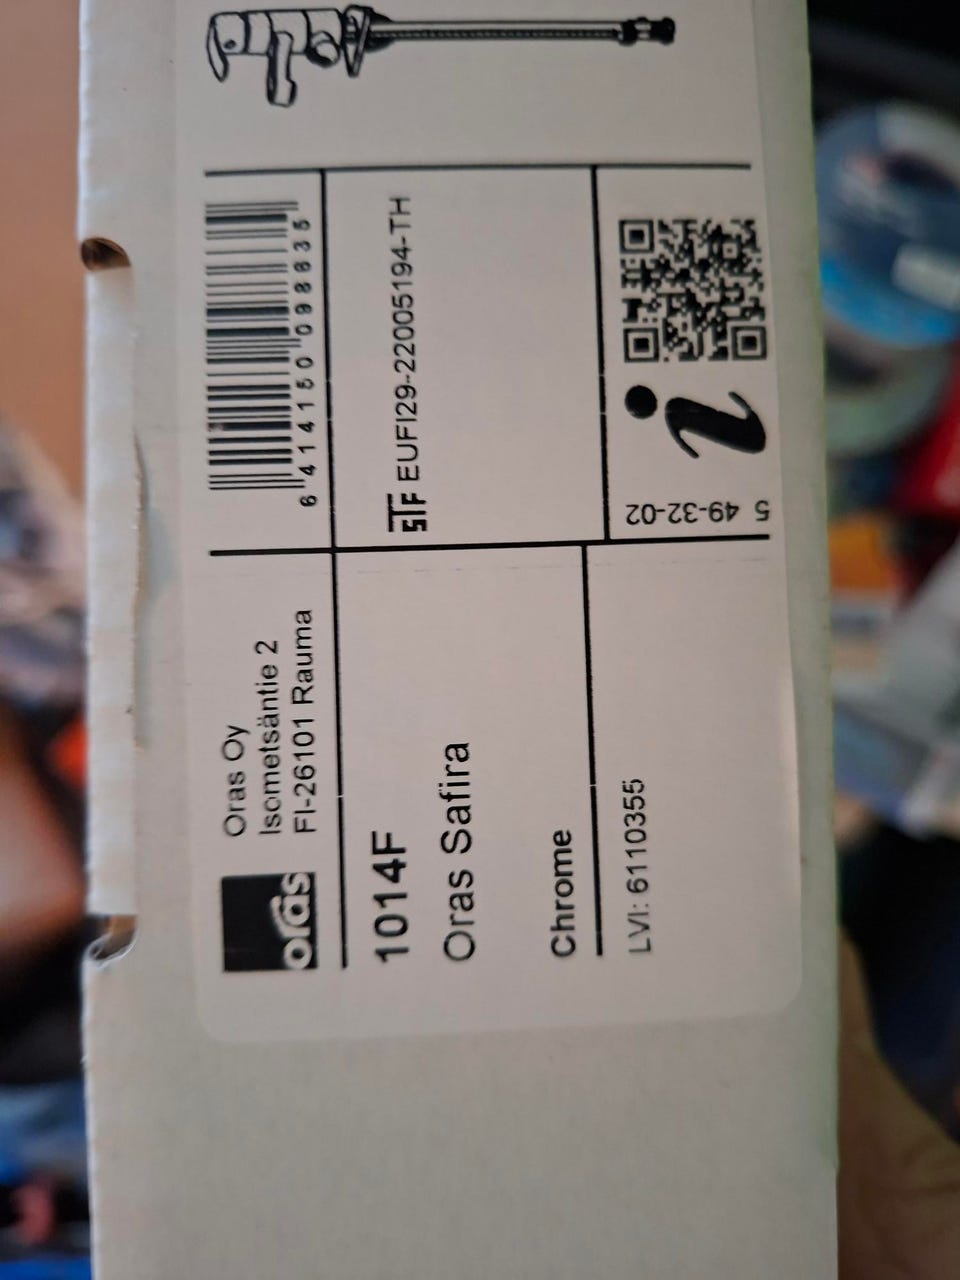 oras
Oras Oy
Isometsäntie 2
FI-26101 Rauma
6 414150 098635
1014F
Oras Safira
Chrome
STF EUFI29-22005194-TH
LVI: 6110355
i
5 49-32-02